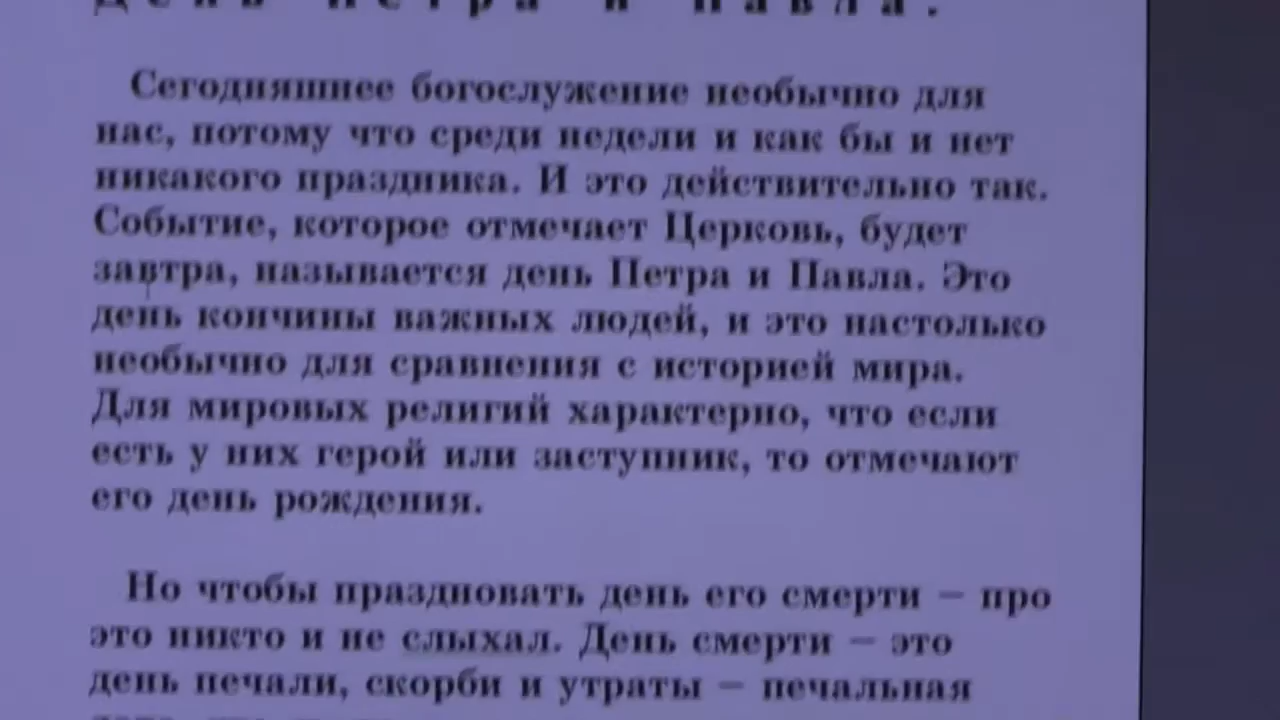 День Петра и Павла.
Сегодняшнее богослужение необычно для
нас, потому что среди недели и как бы и нет
никакого праздника. И это действительно так.
Событие, которое отмечает Церковь, будет
завтра, называется день Петра и Павла. Это
день кончины важных людей, и это настолько
необычно для сравнения с историей мира.
Для мировых религий характерно, что если
есть у них герой или заступник, то отмечают
его день рождения.
Но чтобы праздновать день его смерти – про
это никто и не слыхал. День смерти – это
день печали, скорби и утраты – печальная